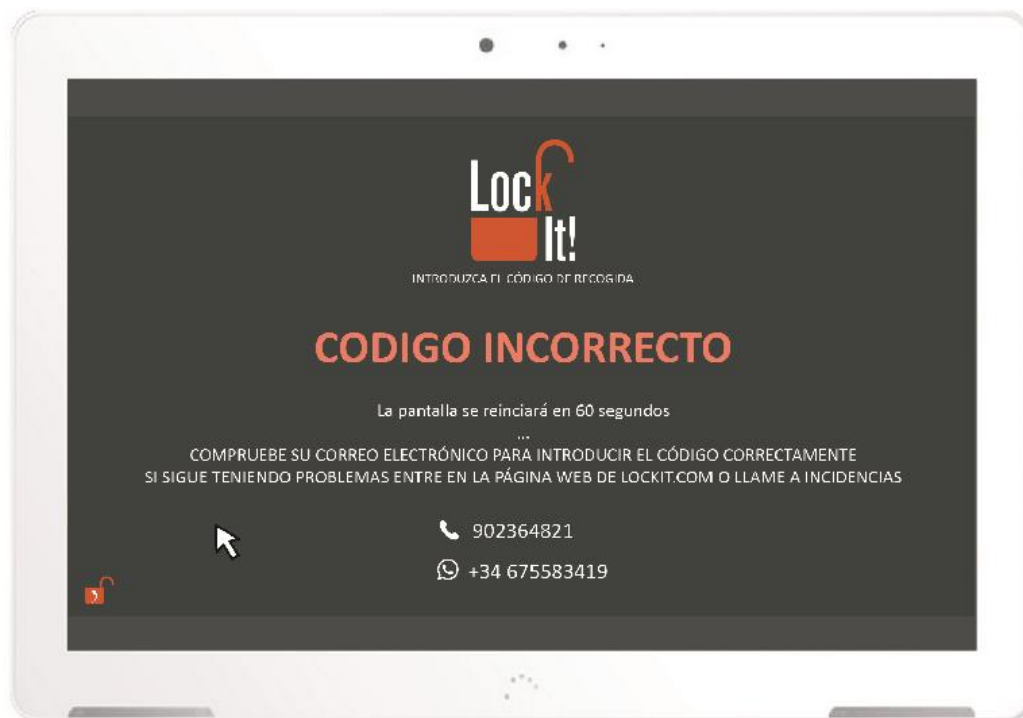 Lock
It!
INTRODUZCA EL CÓDIGO DE RECOGIDA
CODIGO INCORRECTO
La pantalla se reinciará en 60 segundos
...
COMPRUEBE SU CORREO ELECTRÓNICO PARA INTRODUCIR EL CÓDIGO CORRECTAMENTE
SI SIGUE TENIENDO PROBLEMAS ENTRE EN LA PÁGINA WEB DE LOCKIT.COM O LLAME A INCIDENCIAS
902364821
+34 675583419